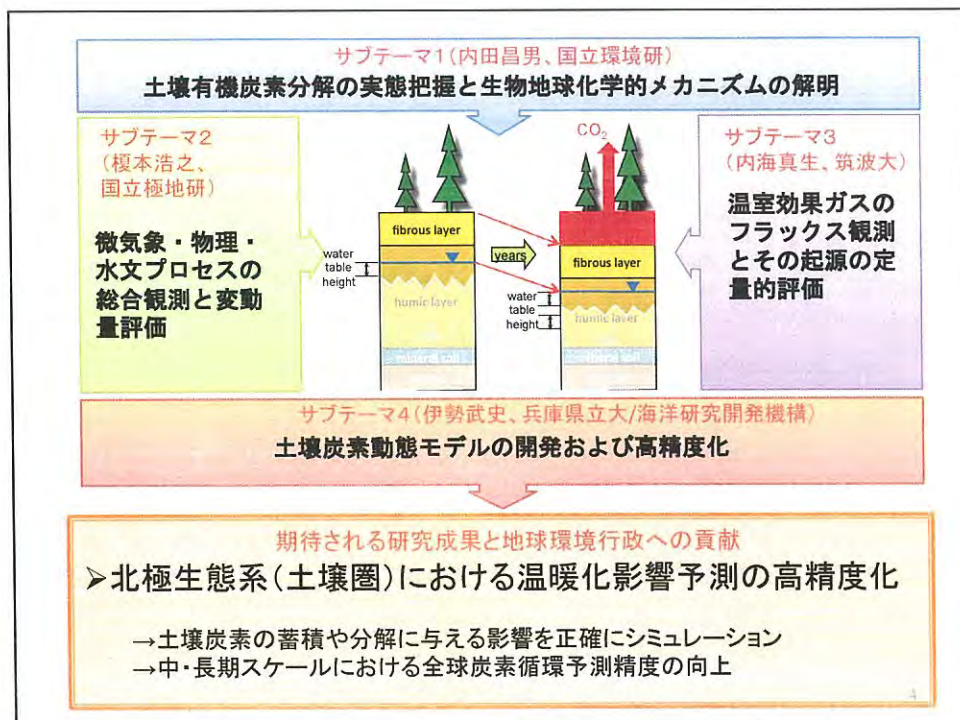 サブテーマ1(内田昌男、国立環境研)
土壌有機炭素分解の実態把握と生物地球化学的メカニズムの解明
サブテーマ2
(榎本浩之、
国立極地研)
微気象・物理・
水文プロセスの
総合観測と変動
量評価
CO2
fibrous layer
water
table
height
humic layer
mineral soil
years
fibrous layer
water
table
height
humic layer
mineral soil
サブテーマ3
(内海真生、筑波大)
温室効果ガスの
フラックス観測
とその起源の定
量的評価
サブテーマ4(伊勢武史、兵庫県立大/海洋研究開発機構)
土壌炭素動態モデルの開発および高精度化
期待される研究成果と地球環境行政への貢献
➢北極生態系(土壌圏)における温暖化影響予測の高精度化
→土壌炭素の蓄積や分解に与える影響を正確にシミュレーション
→中・長期スケールにおける全球炭素循環予測精度の向上
4